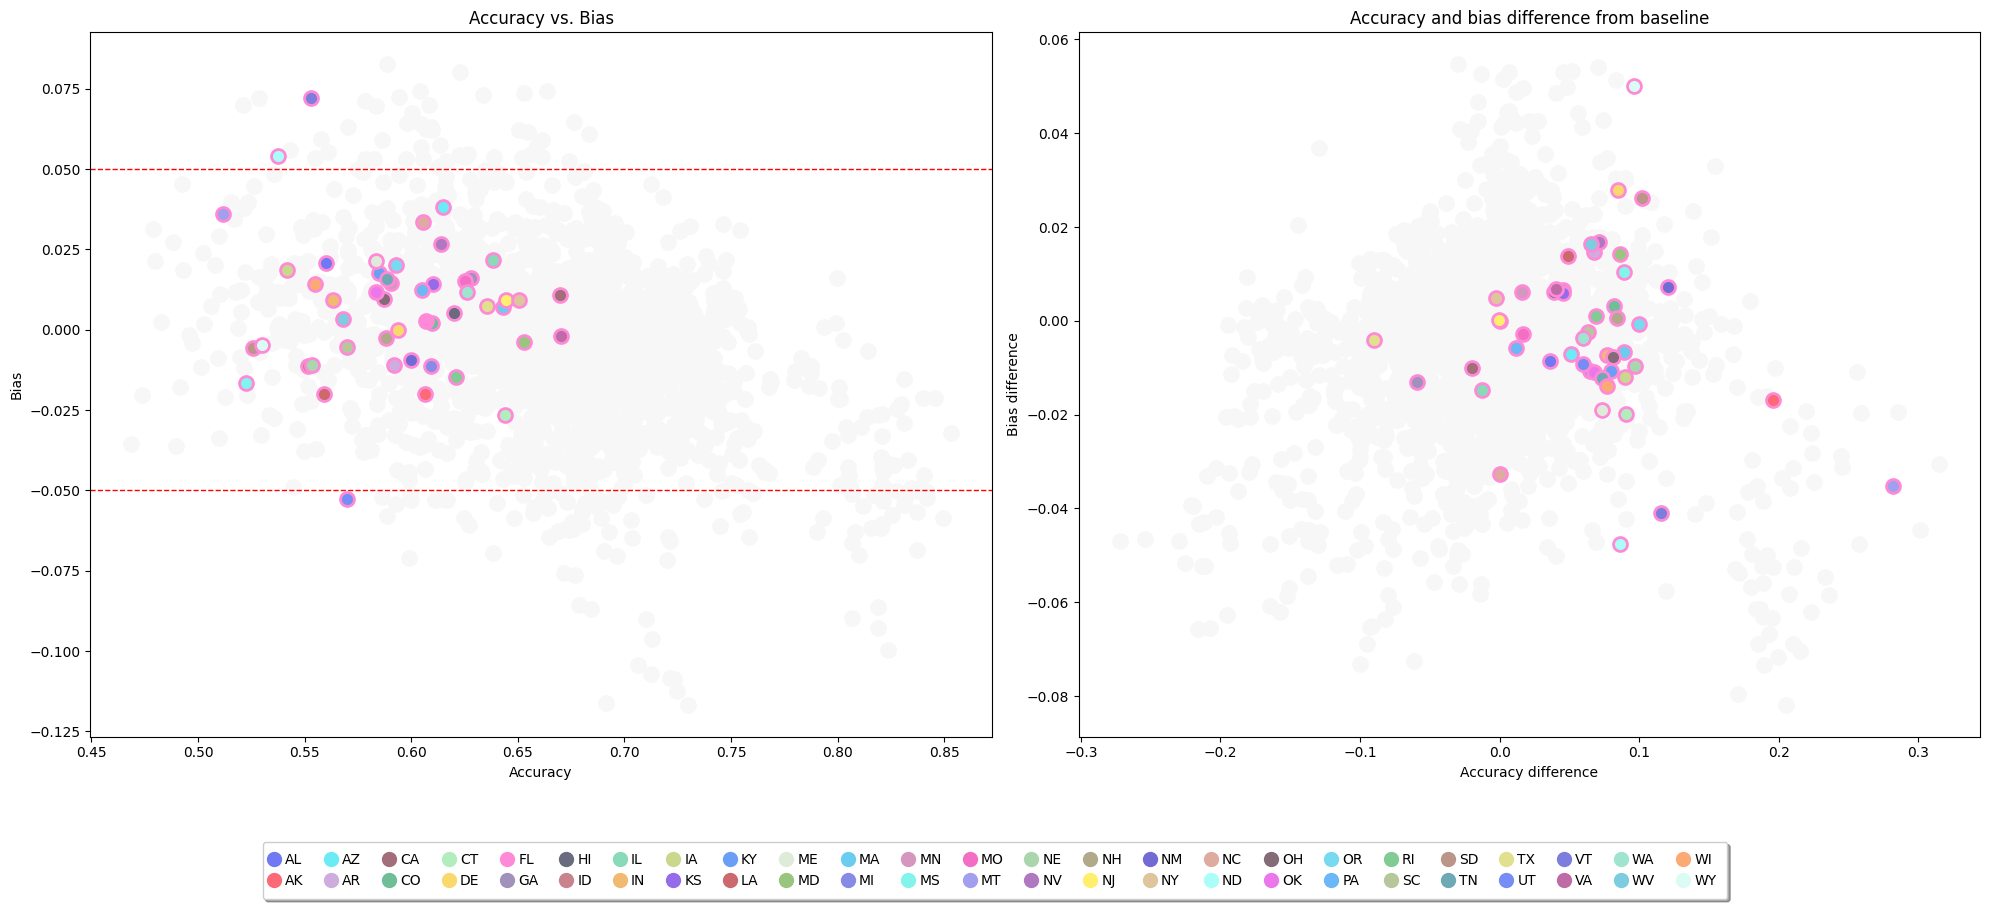 Accuracy vs. Bias
Accuracy and bias difference from baseline
0.075
0.050
0.025
0.000
−0.025
−0.050
−0.075
−0.100
−0.125
Bias
0.45 0.50 0.55 0.60 0.65 0.70 0.75 0.80 0.85
Accuracy
0.06
0.04
0.02
0.00
−0.02
−0.04
−0.06
−0.08
Bias difference
−0.3 −0.2 −0.1 0.0 0.1 0.2 0.3
Accuracy difference
AL AZ CA CT FL HI IL IA KY ME MA MN MO NE NH NM NC OH OR RI SD TX VT WA WI
AK AR CO DE GA ID IN KS LA MD MI MS MT NV NJ NY ND OK PA SC TN UT VA WV WY